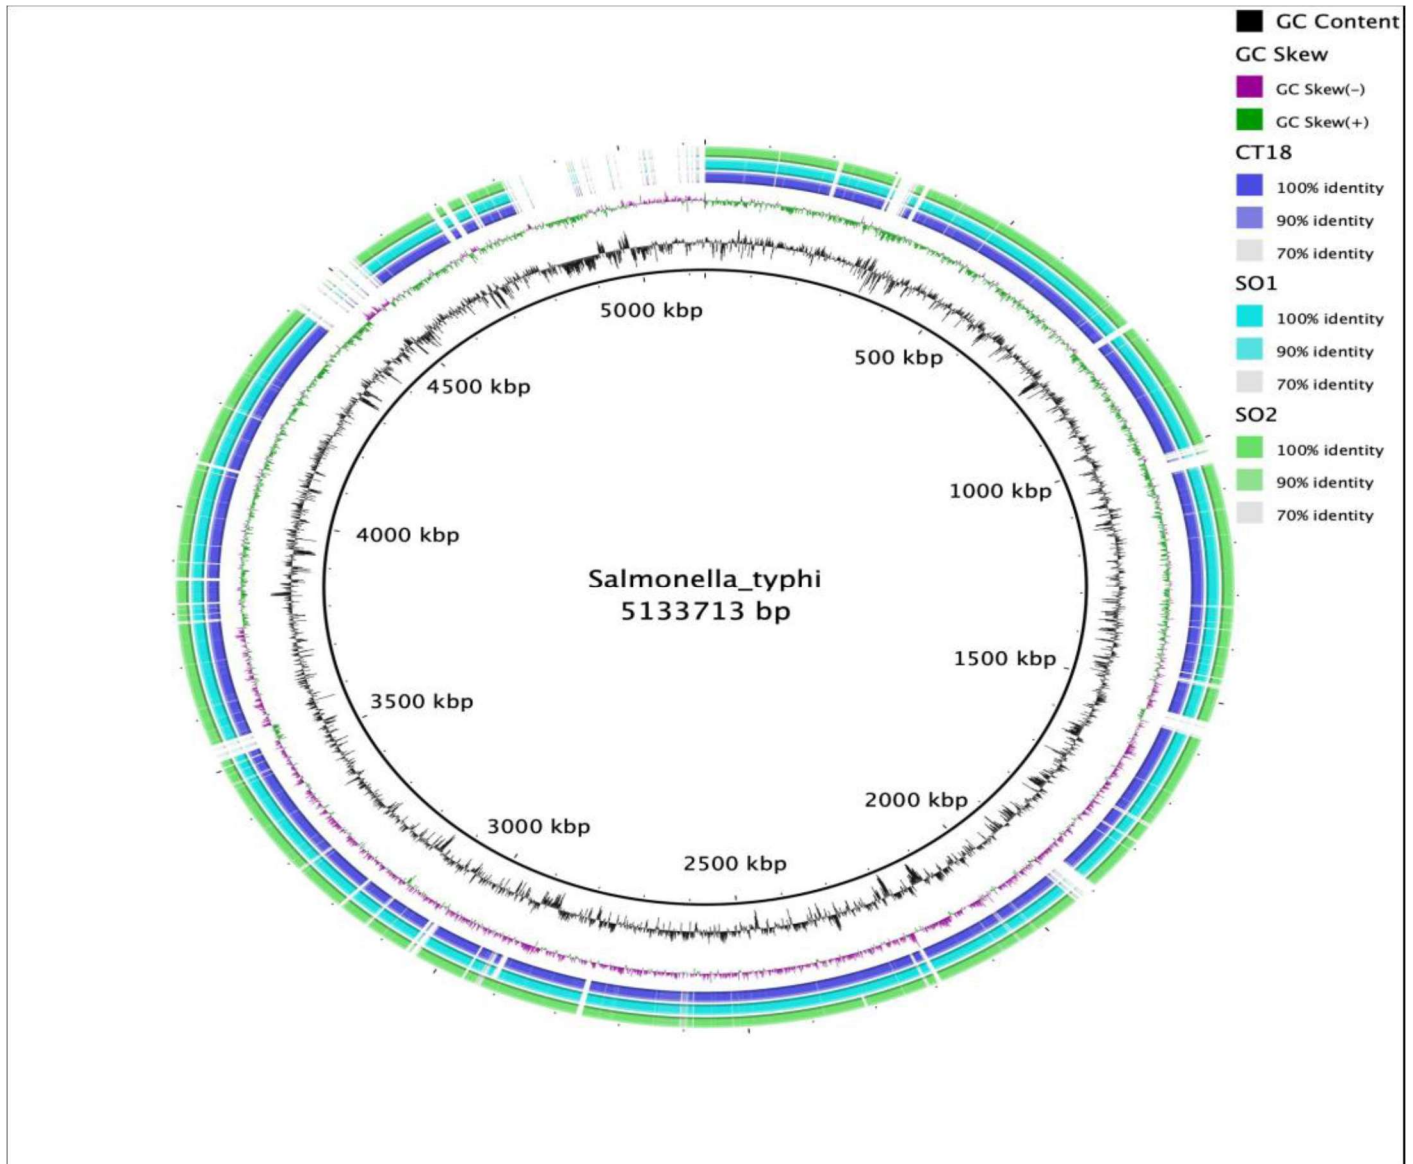 GC Content
GC Skew
GC Skew(-)
GC Skew(+)
CT18
100% identity
90% identity
70% identity
SO1
100% identity
90% identity
70% identity
SO2
100% identity
90% identity
70% identity
5000 kbp
500 kbp
4500 kbp
1000 kbp
4000 kbp
Salmonella_typhi
5133713 bp
1500 kbp
3500 kbp
2000 kbp
3000 kbp
2500 kbp